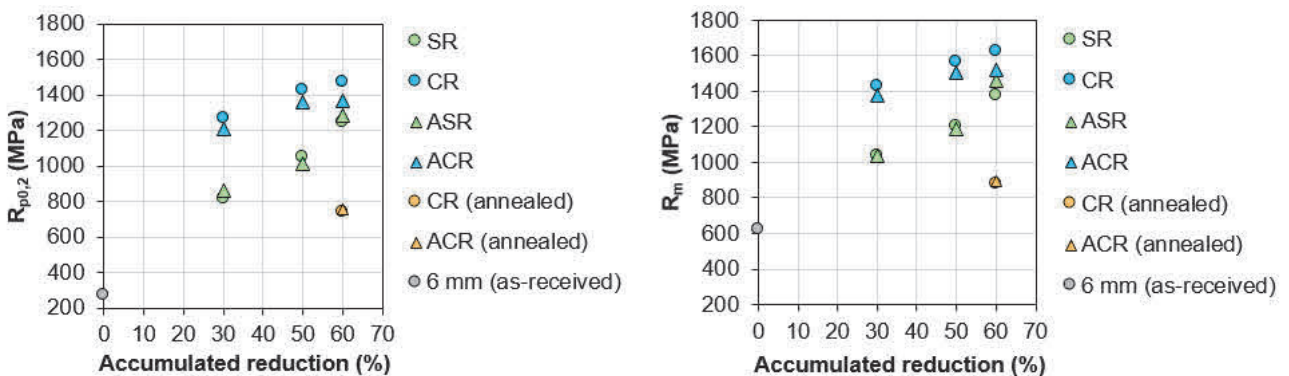 1800
1600
1400
1200
1000
800
600
400
200
R_p0,2 (MPa)
0 10 20 30 40 50 60 70
Accumulated reduction (%)
SR
CR
ASR
ACR
CR (annealed)
ACR (annealed)
6 mm (as-received)
1800
1600
1400
1200
1000
800
600
400
200
R_m (MPa)
0 10 20 30 40 50 60 70
Accumulated reduction (%)
SR
CR
ASR
ACR
CR (annealed)
ACR (annealed)
6 mm (as-received)